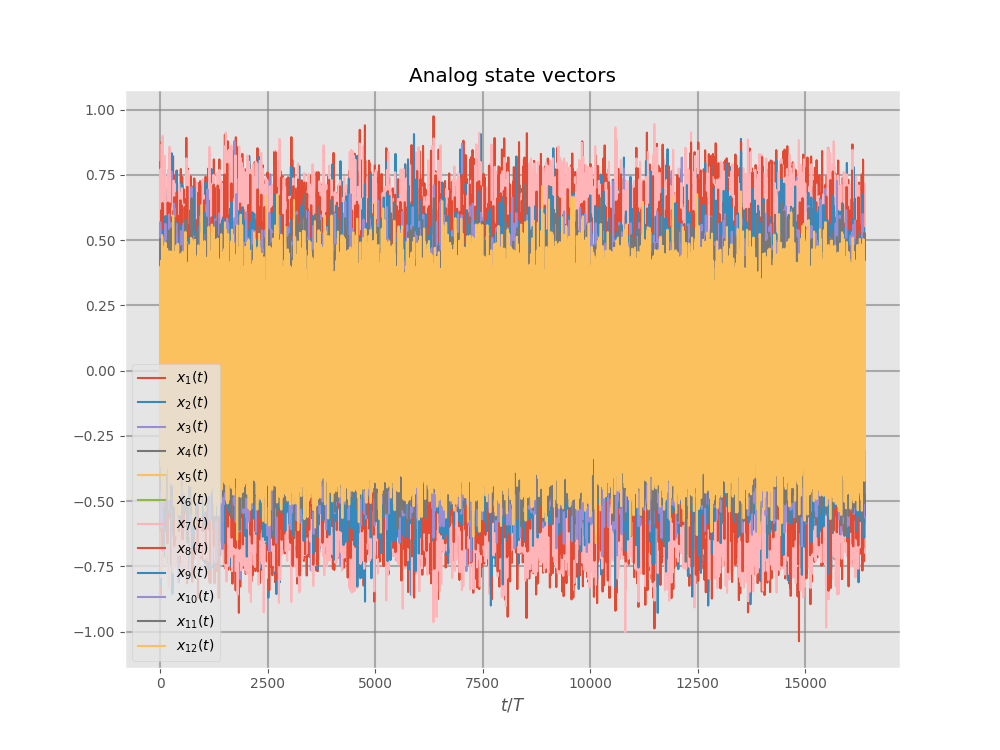 Analog state vectors
1.00
0.75
0.50
0.25
0.00
−0.25
−0.50
−0.75
−1.00
x₁(t)
x₂(t)
x₃(t)
x₄(t)
x₅(t)
x₆(t)
x₇(t)
x₈(t)
x₉(t)
x₁₀(t)
x₁₁(t)
x₁₂(t)
0 2500 5000 7500 10000 12500 15000
t/T